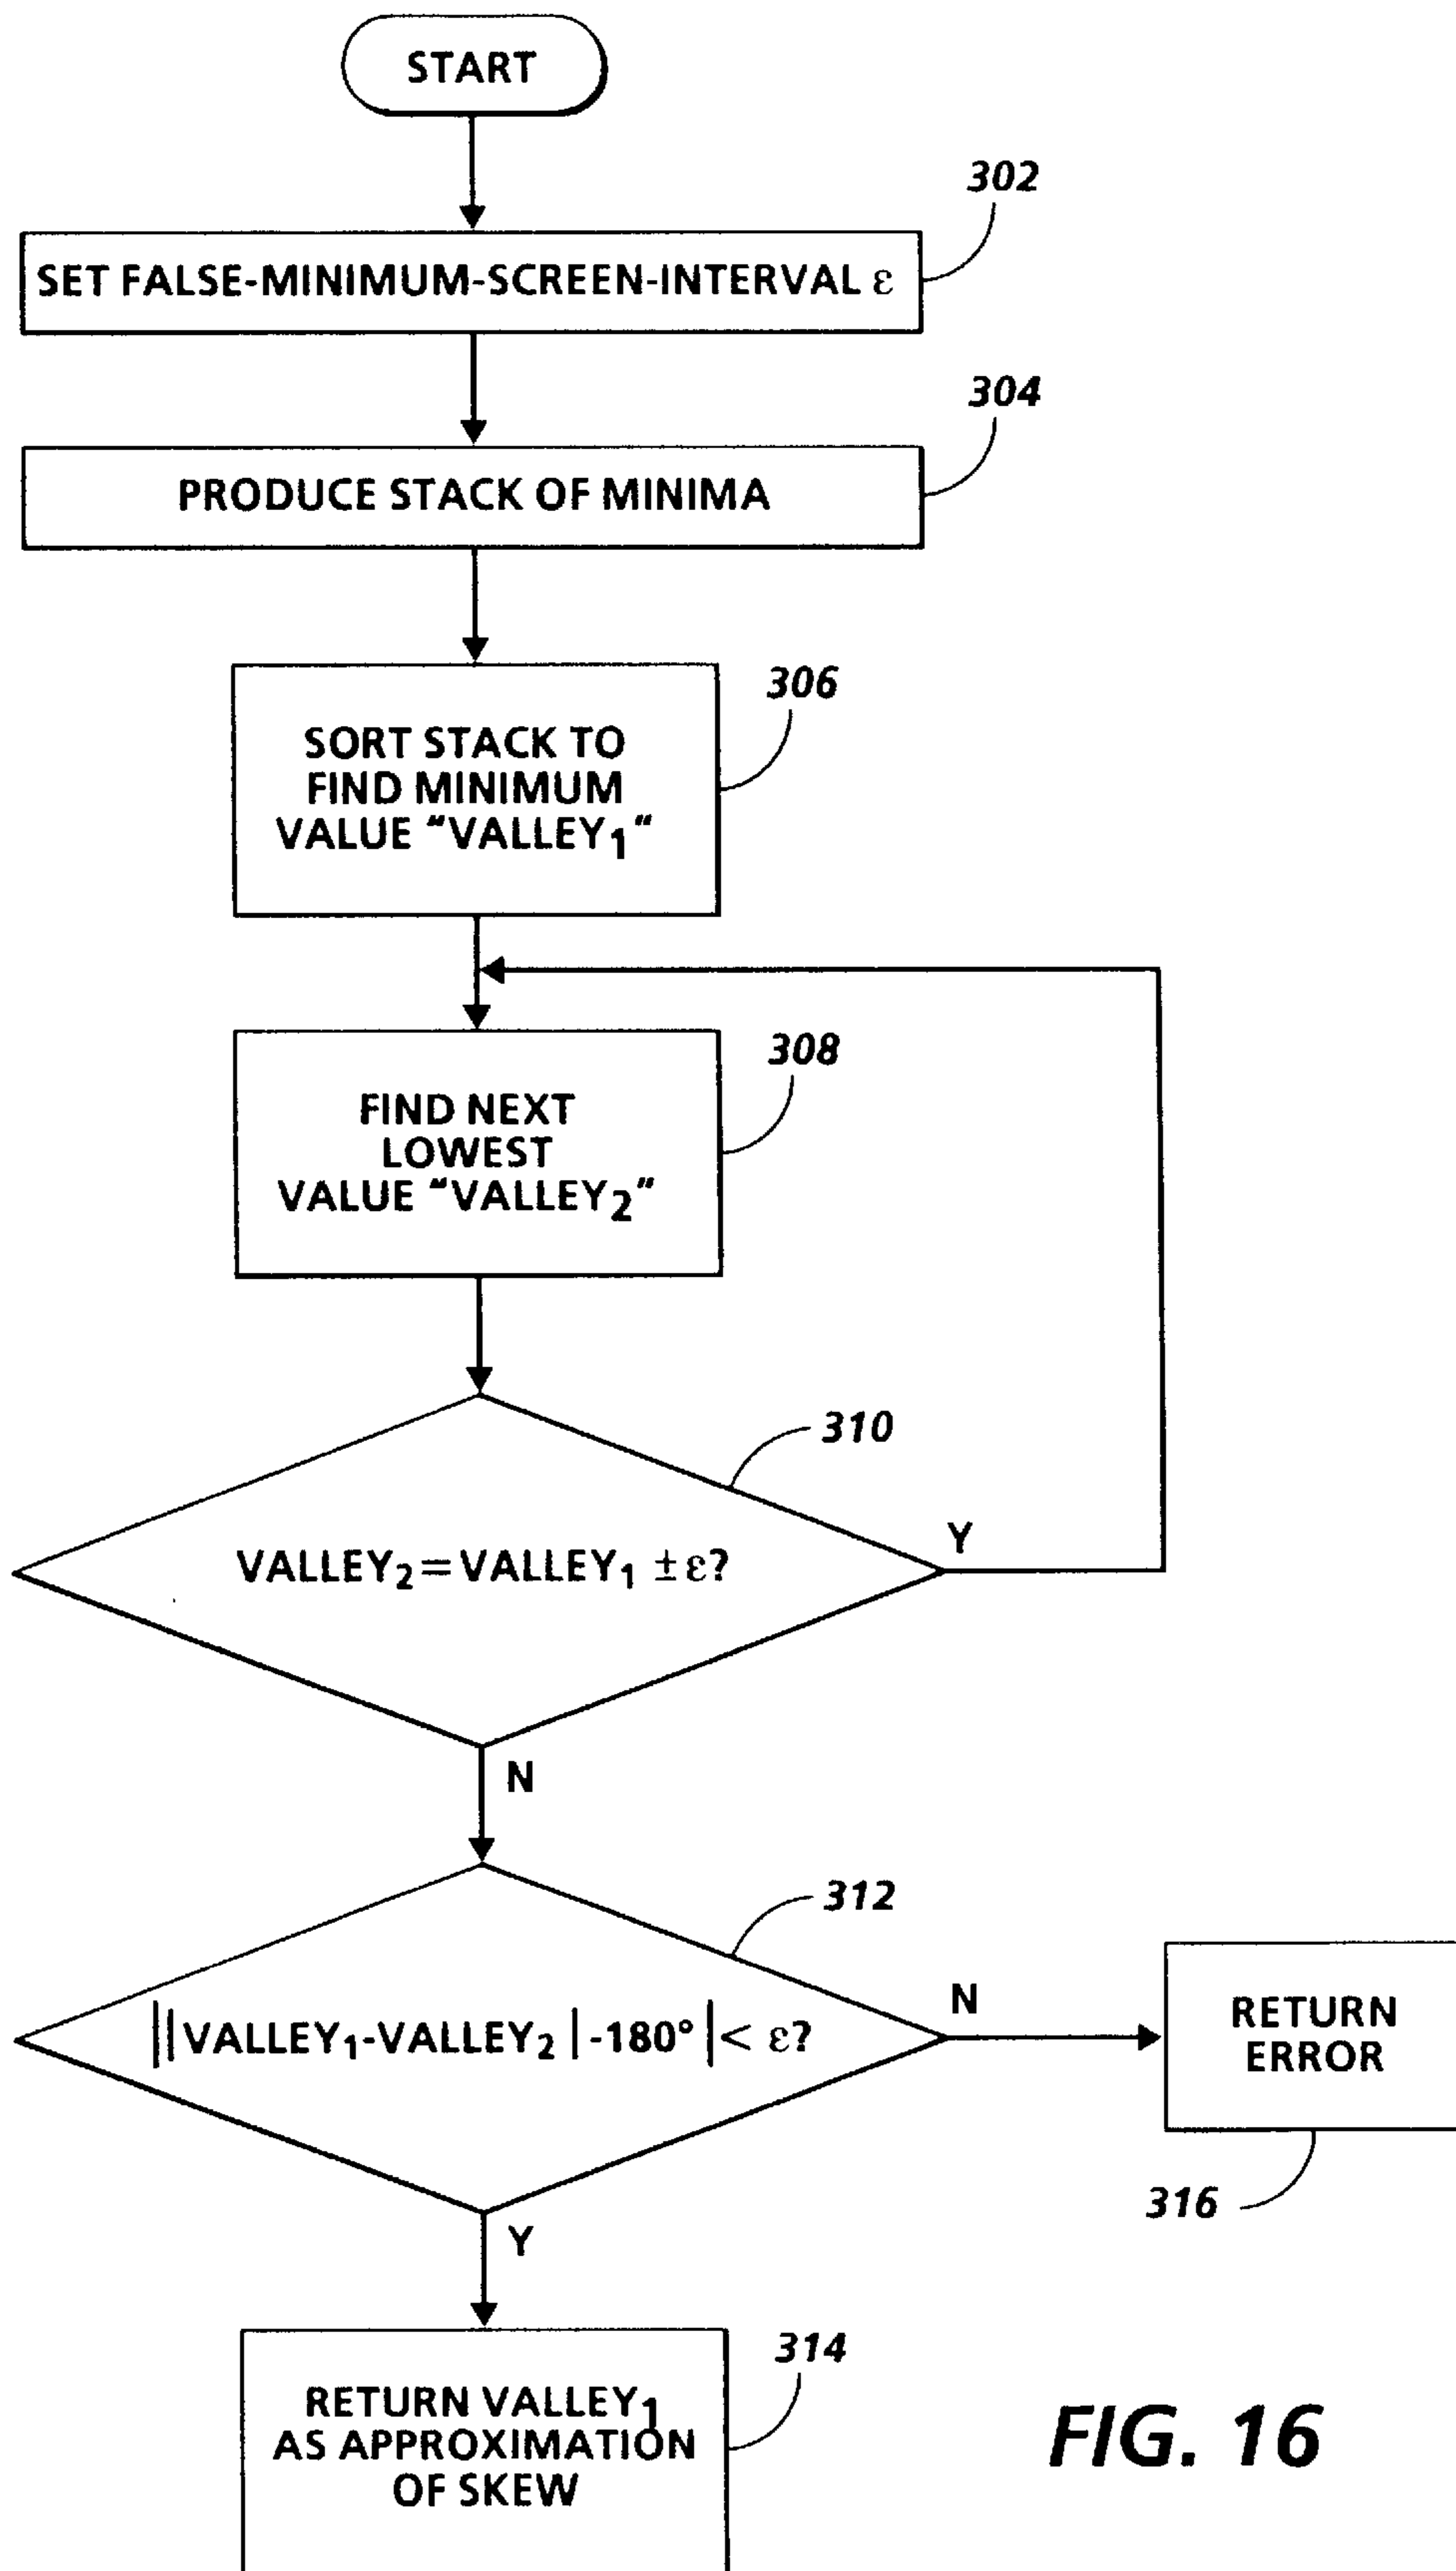 START
302
SET FALSE-MINIMUM-SCREEN-INTERVAL ε
304
PRODUCE STACK OF MINIMA
306
SORT STACK TO
FIND MINIMUM
VALUE "VALLEY₁"
308
FIND NEXT
LOWEST
VALUE "VALLEY₂"
310
VALLEY₂=VALLEY₁ ±ε?
Y
N
312
||VALLEY₁-VALLEY₂|-180°|< ε?
N
RETURN
ERROR
316
Y
314
RETURN VALLEY₁
AS APPROXIMATION
OF SKEW
FIG. 16